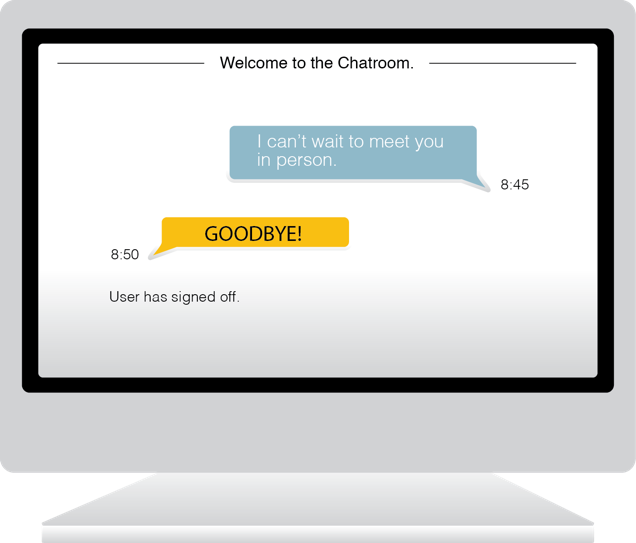 Welcome to the Chatroom.
I can't wait to meet you
in person.
8:45
GOODBYE!
8:50
User has signed off.